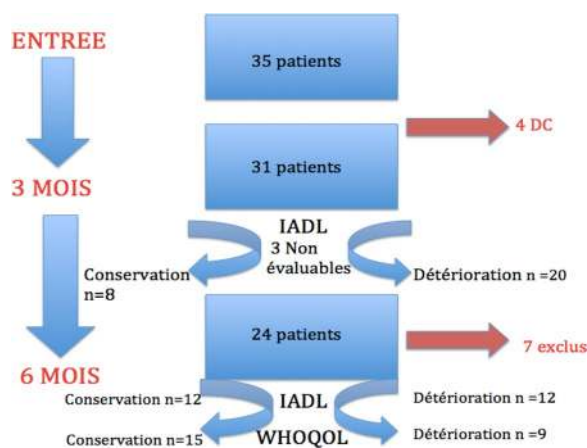 ENTREE
35 patients
4 DC
31 patients
3 MOIS
IADL
3 Non
évaluables
Conservation
n=8
Détérioration n =20
24 patients
7 exclus
6 MOIS
Conservation n=12
IADL
Détérioration n=12
Conservation n=15
WHOQOL
Détérioration n=9